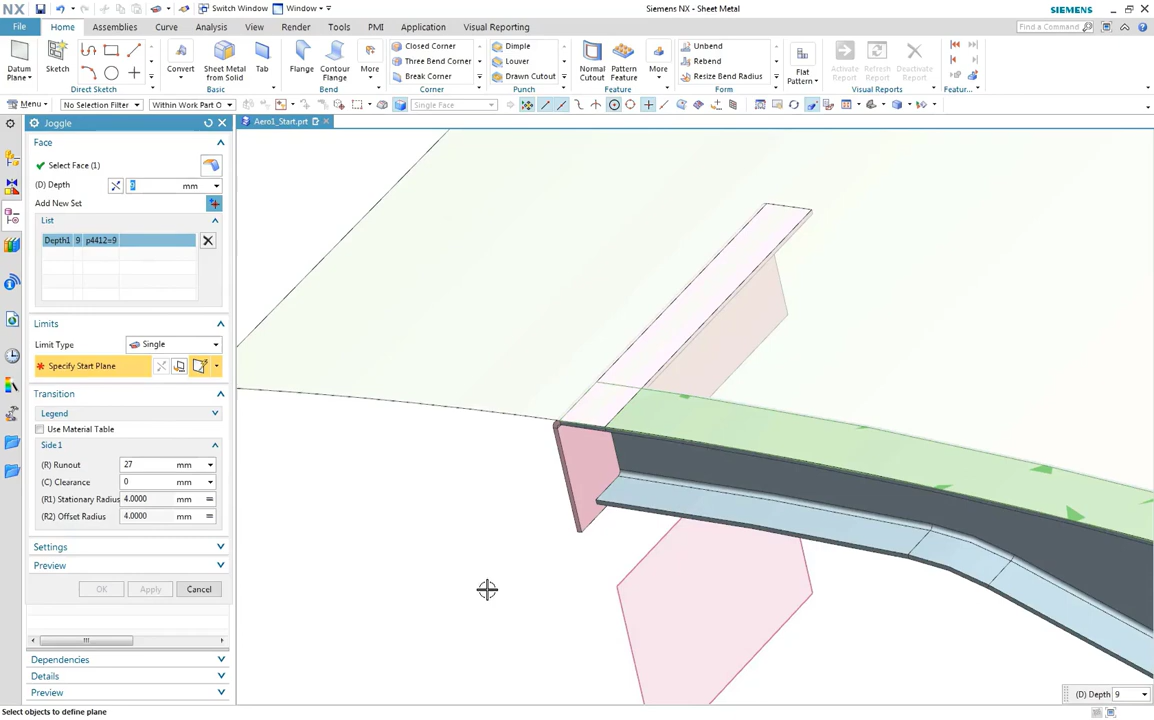 NX
Switch Window
Window
Siemens NX - Sheet Metal
SIEMENS
File
Home
Assemblies
Curve
Analysis
View
Render
Tools
PMI
Application
Visual Reporting
Find a Command
Datum Plane
Sketch
Convert
Sheet Metal from Solid
Tab
Flange
Contour Flange
More
Closed Corner
Three Bend Corner
Break Corner
Dimple
Louver
Drawn Cutout
Normal Cutout
Pattern Feature
More
Unbend
Rebend
Resize Bend Radius
Flat Pattern
Activate Report
Refresh Report
Deactivate Report
Direct Sketch
Basic
Bend
Corner
Punch
Feature
Form
Visual Reports
Featur...
Menu
No Selection Filter
Within Work Part O
Single Face
Joggle
Aero1_Start.prt
Face
Select Face (1)
(D) Depth
9
mm
Add New Set
List
Depth1 9 p4412=9
Limits
Limit Type
Single
* Specify Start Plane
Transition
Legend
Use Material Table
Side 1
(R) Runout 27 mm
(C) Clearance 0 mm
(R1) Stationary Radius 4.0000 =
(R2) Offset Radius 4.0000 =
Settings
Preview
OK
Apply
Cancel
Dependencies
Details
Preview
(D) Depth 9
Select objects to define plane